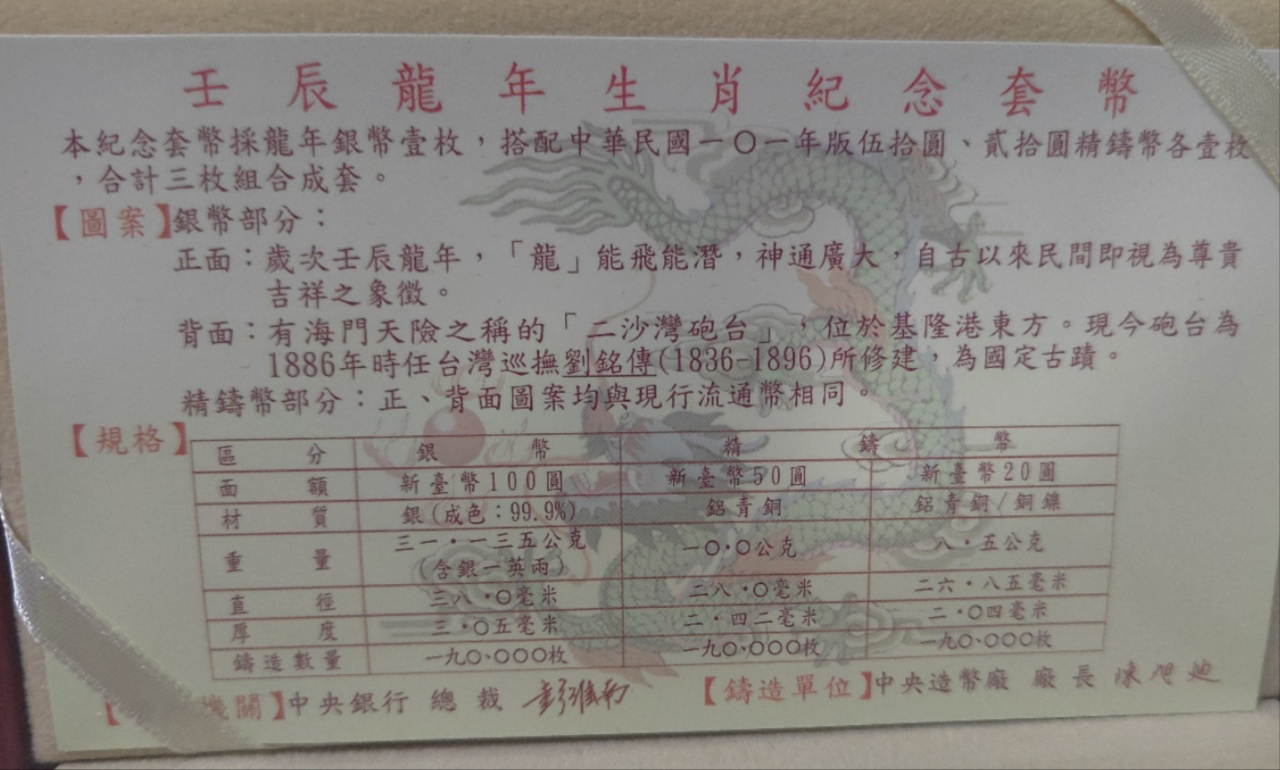 壬辰龍年生肖紀念套幣
本紀念套幣採龍年銀幣壹枚，搭配中華民國一〇一年版伍拾圓、貳拾圓精鑄幣各壹枚
，合計三枚組合成套。
【圖案】銀幣部分：
正面：歲次壬辰龍年，「龍」能飛能潛，神通廣大，自古以來民間即視為尊貴
吉祥之象徵。
背面：有海門天險之稱的「二沙灣砲台」，位於基隆港東方。現今砲台為
1886年時任台灣巡撫劉銘傳(1836-1896)所修建，為國定古蹟。
精鑄幣部分：正、背面圖案均與現行流通幣相同。
【規格】
區分 銀幣 精鑄幣
面額 新臺幣100圓 新臺幣50圓 新臺幣20圓
材質 銀(成色：99.9%) 鋁青銅 鋁青銅/銅鎳
重量 三一·一三五公克 一〇·〇公克 八·五公克
(含銀一英兩)
直徑 三八·〇毫米 二八·〇毫米 二六·八五毫米
厚度 三·〇五毫米 二·四二毫米 二·〇四毫米
鑄造數量 一九〇、〇〇〇枚 一九〇、〇〇〇枚 一九〇、〇〇〇枚
【機關】中央銀行 總裁 彭淮南 【鑄造單位】中央造幣廠 廠長